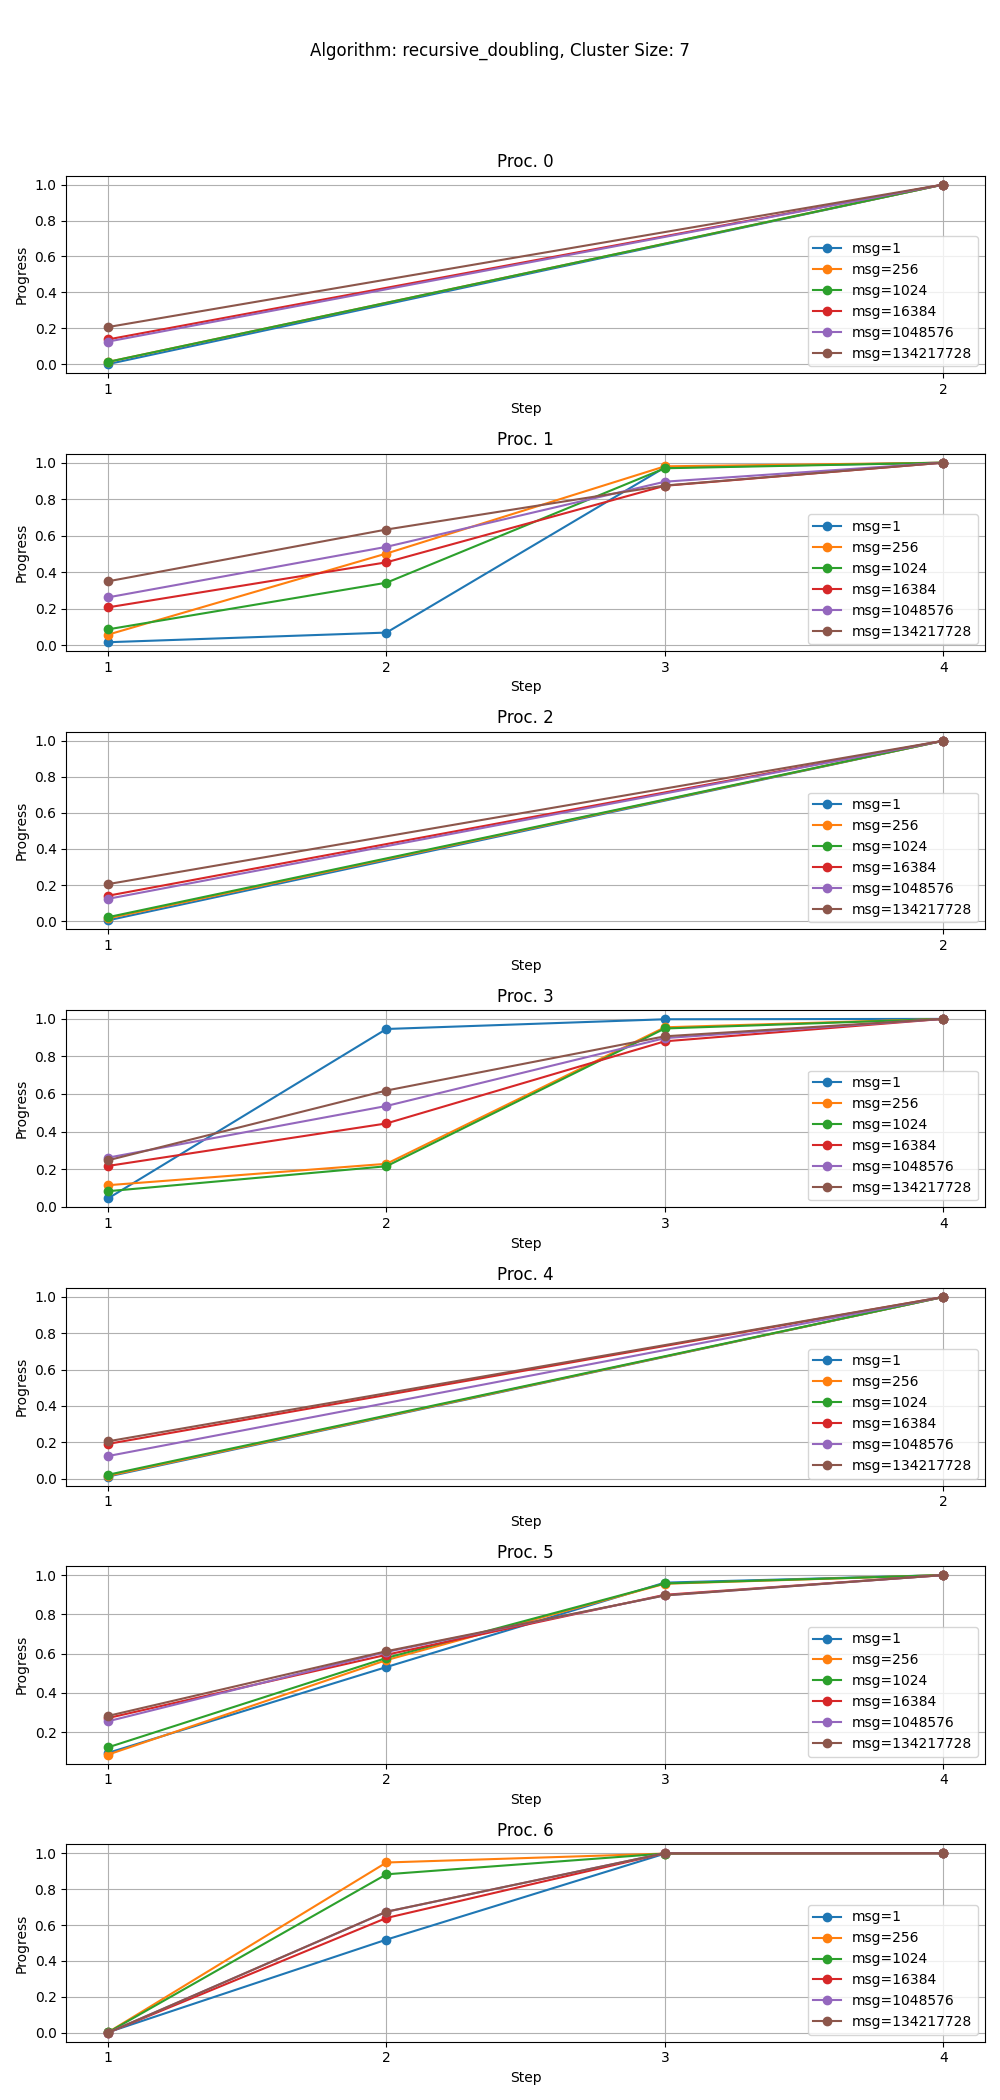 Algorithm: recursive_doubling, Cluster Size: 7
Proc. 0
1.0
0.8
0.6
0.4
0.2
0.0
Progress
msg=1
msg=256
msg=1024
msg=16384
msg=1048576
msg=134217728
1 2
Step
Proc. 1
1.0
0.8
0.6
0.4
0.2
0.0
Progress
msg=1
msg=256
msg=1024
msg=16384
msg=1048576
msg=134217728
1 2 3 4
Step
Proc. 2
1.0
0.8
0.6
0.4
0.2
0.0
Progress
msg=1
msg=256
msg=1024
msg=16384
msg=1048576
msg=134217728
1 2
Step
Proc. 3
1.0
0.8
0.6
0.4
0.2
0.0
Progress
msg=1
msg=256
msg=1024
msg=16384
msg=1048576
msg=134217728
1 2 3 4
Step
Proc. 4
1.0
0.8
0.6
0.4
0.2
0.0
Progress
msg=1
msg=256
msg=1024
msg=16384
msg=1048576
msg=134217728
1 2
Step
Proc. 5
1.0
0.8
0.6
0.4
0.2
Progress
msg=1
msg=256
msg=1024
msg=16384
msg=1048576
msg=134217728
1 2 3 4
Step
Proc. 6
1.0
0.8
0.6
0.4
0.2
0.0
Progress
msg=1
msg=256
msg=1024
msg=16384
msg=1048576
msg=134217728
1 2 3 4
Step